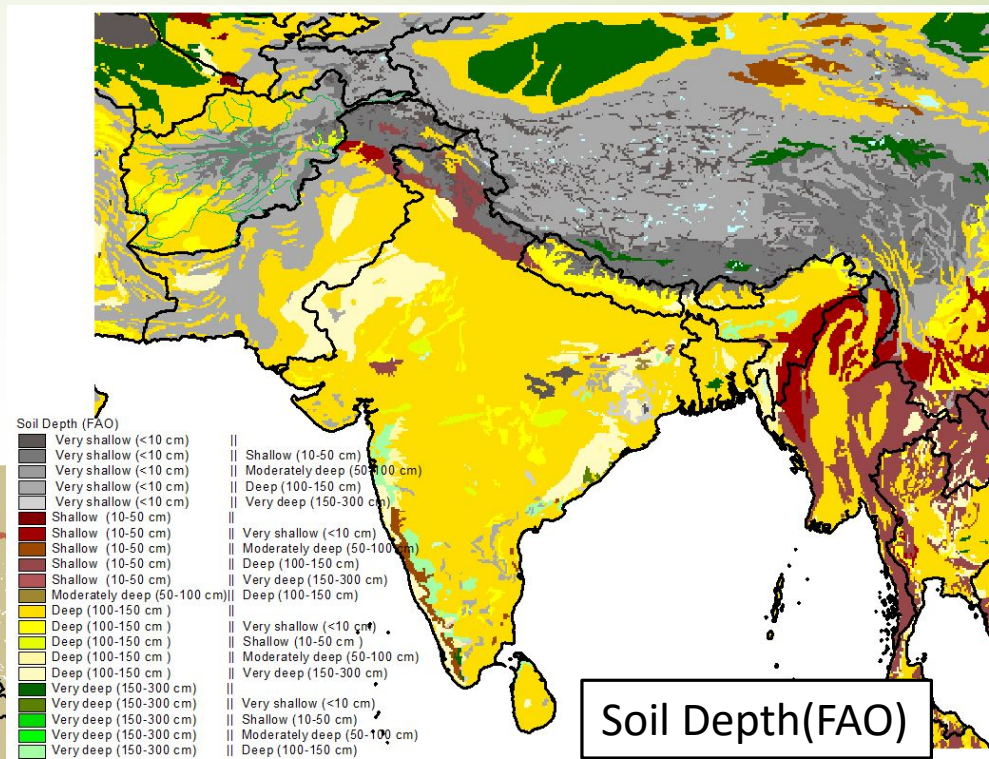 Soil Depth (FAO)
Very shallow (<10 cm) ||
Very shallow (<10 cm) || Shallow (10-50 cm)
Very shallow (<10 cm) || Moderately deep (50-100 cm)
Very shallow (<10 cm) || Deep (100-150 cm)
Very shallow (<10 cm) || Very deep (150-300 cm)
Shallow (10-50 cm) ||
Shallow (10-50 cm) || Very shallow (<10 cm)
Shallow (10-50 cm) || Moderately deep (50-100 cm)
Shallow (10-50 cm) || Deep (100-150 cm)
Shallow (10-50 cm) || Very deep (150-300 cm)
Moderately deep (50-100 cm)|| Deep (100-150 cm)
Deep (100-150 cm ) ||
Deep (100-150 cm ) || Very shallow (<10 cm)
Deep (100-150 cm ) || Shallow (10-50 cm )
Deep (100-150 cm ) || Moderately deep (50-100 cm)
Deep (100-150 cm ) || Very deep (150-300 cm)
Very deep (150-300 cm) ||
Very deep (150-300 cm) || Very shallow (<10 cm)
Very deep (150-300 cm) || Shallow (10-50 cm)
Very deep (150-300 cm) || Moderately deep (50-100 cm)
Very deep (150-300 cm) || Deep (100-150 cm)
Soil Depth(FAO)